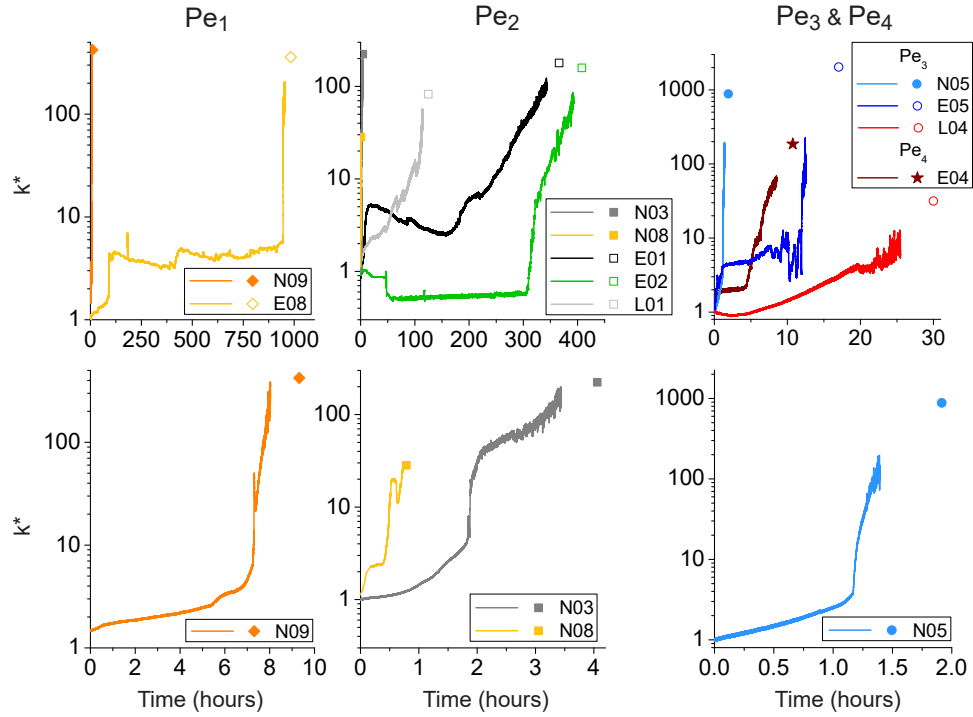 Pe1
Pe2
Pe3 & Pe4
k*
100
10
1
0
250
500
750
1000
N09
E08
100
10
1
0
100
200
300
400
N03
N08
E01
E02
L01
1000
100
10
1
0
10
20
30
Pe3
N05
E05
L04
Pe4
E04
k*
100
10
1
0
2
4
6
8
10
N09
Time (hours)
100
10
1
0
1
2
3
4
N03
N08
Time (hours)
1000
100
10
1
0.0
0.5
1.0
1.5
2.0
N05
Time (hours)